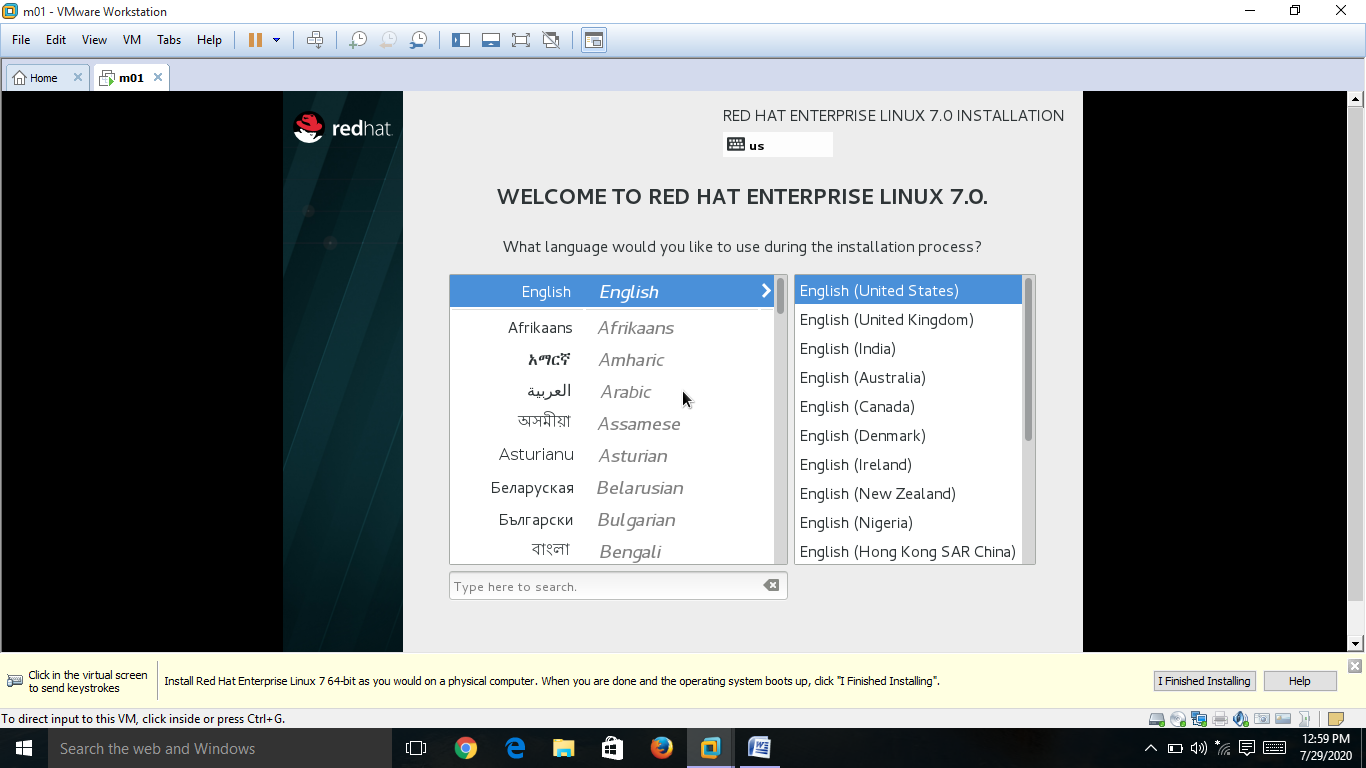 m01 - VMware Workstation
File Edit View VM Tabs Help
Home m01
redhat.
RED HAT ENTERPRISE LINUX 7.0 INSTALLATION
us
WELCOME TO RED HAT ENTERPRISE LINUX 7.0.
What language would you like to use during the installation process?
English English
Afrikaans Afrikaans
አማርኛ Amharic
العربية Arabic
অসমীয়া Assamese
Asturianu Asturian
Беларуская Belarusian
Български Bulgarian
বাংলা Bengali
Type here to search.
English (United States)
English (United Kingdom)
English (India)
English (Australia)
English (Canada)
English (Denmark)
English (Ireland)
English (New Zealand)
English (Nigeria)
English (Hong Kong SAR China)
Click in the virtual screen
to send keystrokes
Install Red Hat Enterprise Linux 7 64-bit as you would on a physical computer. When you are done and the operating system boots up, click "I Finished Installing".
I Finished Installing Help
To direct input to this VM, click inside or press Ctrl+G.
Search the web and Windows
12:59 PM
7/29/2020